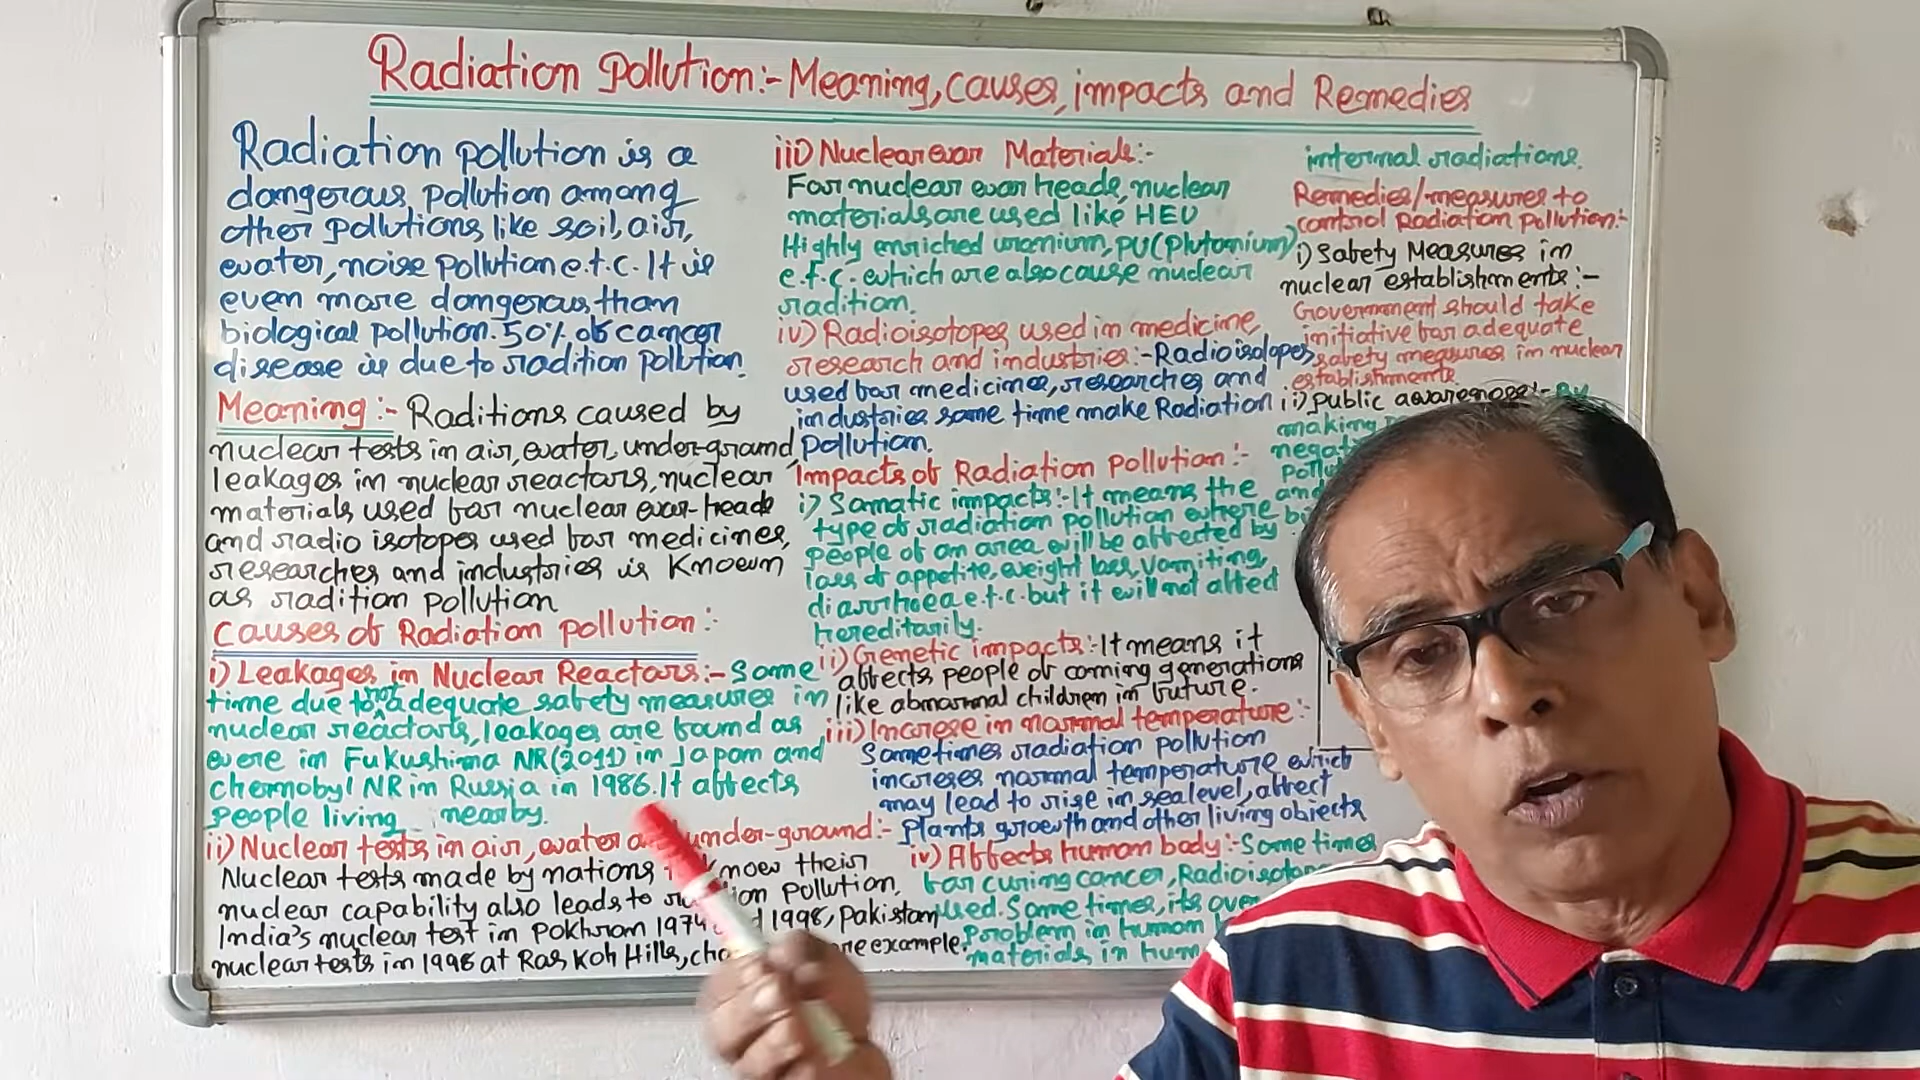 Radiation Pollution:- Meaning, causes, impacts and Remedies
Radiation pollution is a
dangerous pollution among
other pollutions like soil, air,
water, noise pollution e.t.c. It is
even more dangerous than
biological pollution. 50% of cancer
disease is due to radition pollution.
Meaning:- Raditions caused by
nuclear tests in air, water, under-ground,
leakages in nuclear reactors, nuclear
materials used for nuclear war-heads
and radio isotopes used for medicines,
researches and industries is known
as radition pollution
Causes of Radiation pollution:-
i) Leakages in Nuclear Reactors:- Some
time due to not adequate safety measures in
nuclear reactors, leakages are found as
were in Fukushima NR (2011) in Japan and
chernobyl NR in Russia in 1986. It affects
people living nearby.
ii) Nuclear tests in air, water under-ground:-
Nuclear tests made by nations know their
nuclear capability also leads to pollution.
India's nuclear test in Pokhran 1974 1998, Pakistan
nuclear tests in 1998 at Ras Koh Hills, example.
iii) Nuclear war Materials:-
For nuclear war heads, nuclear
materials are used like HEU
Highly enriched uranium, PU (Plutonium)
e.t.c. which are also cause nuclear
radition.
iv) Radioisotopes used in medicine,
research and industries:- Radioisotopes
used for medicines, researches and
industries same time make Radiation
Pollution.
Impacts of Radiation Pollution:-
i) Somatic impacts:- It means the
type of radiation pollution where
people of an area will be affected by
loss of appetite, weight loss, vomiting,
diarrhoea e.t.c. but it will not affect
hereditarily.
ii) Genetic impacts:- It means it
affects people of coming generations
like abnormal children in future.
iii) Increse in normal temperature:-
Sometimes radiation pollution
increses normal temperature which
may lead to rise in sea level, affect
plants growth and other living objects
iv) Affects human body:- Some times
for curing cancer,
used. Some times, its over
Problem in human
materials in
internal radiations.
Remedies/measures to
control Radiation Pollution:-
i) Safety Measures in
nuclear establishments:-
Government should take
initiative for adequate
safety measures in nuclear
establishments.
ii) Public awareness:- By
making
and